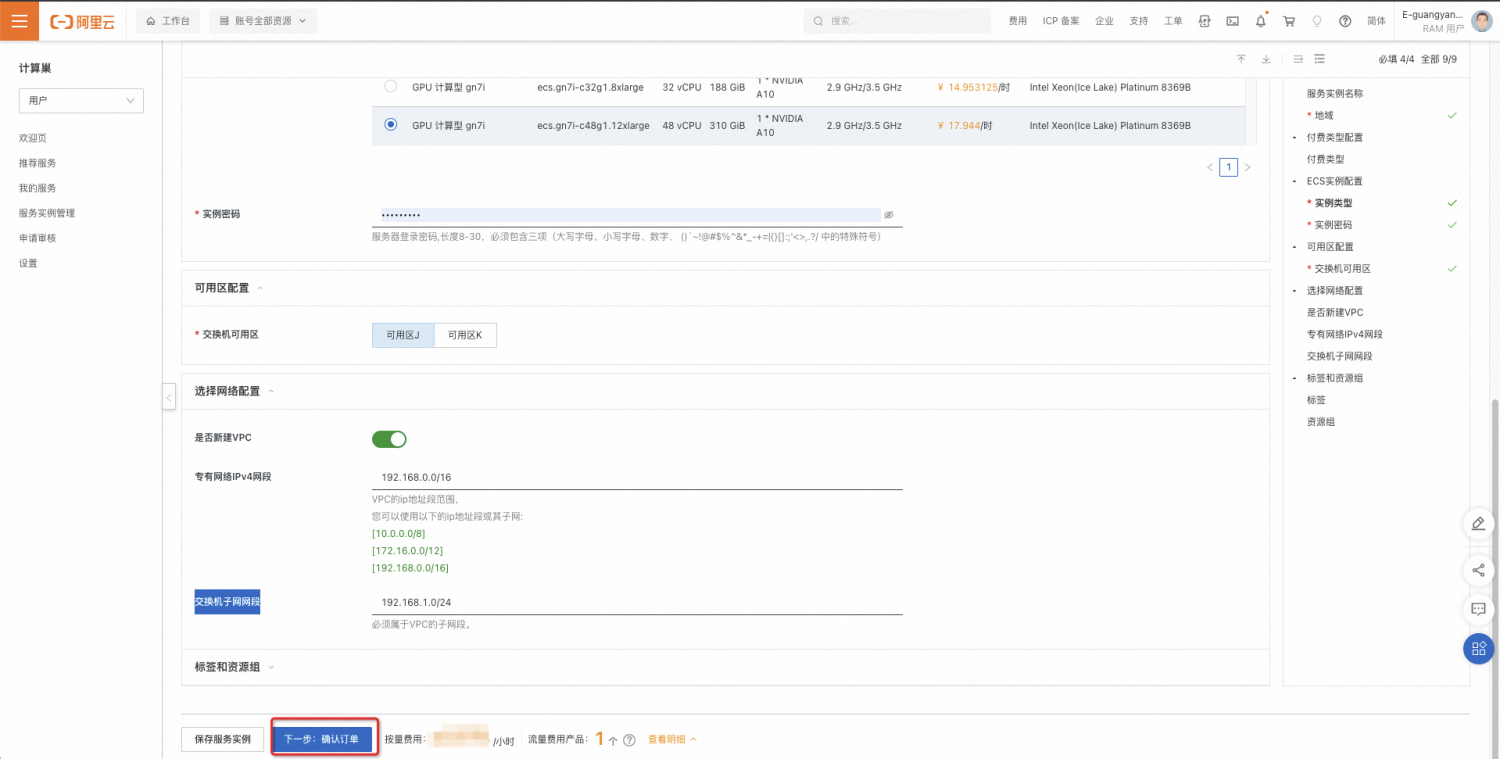 阿里云
工作台
账号全部资源
搜索...
费用
ICP 备案
企业
支持
工单
简体
E-guangyan...
RAM 用户
计算巢
用户
欢迎页
推荐服务
我的服务
服务实例管理
申请审核
设置
必填 4/4 全部 9/9
GPU 计算型 gn7i ecs.gn7i-c32g1.8xlarge 32 vCPU 188 GiB 1 * NVIDIA A10 2.9 GHz/3.5 GHz ¥ 14.953125/时 Intel Xeon(Ice Lake) Platinum 8369B
GPU 计算型 gn7i ecs.gn7i-c48g1.12xlarge 48 vCPU 310 GiB 1 * NVIDIA A10 2.9 GHz/3.5 GHz ¥ 17.944/时 Intel Xeon(Ice Lake) Platinum 8369B
1
* 实例密码
•••••••••
服务器登录密码,长度8-30，必须包含三项（大写字母、小写字母、数字、 ()`~!@#$%^&*_-+=|{}[]:;'<>,.?/ 中的特殊符号）
可用区配置
* 交换机可用区
可用区J
可用区K
选择网络配置
是否新建VPC
专有网络IPv4网段
192.168.0.0/16
VPC的ip地址段范围，
您可以使用以下的ip地址段或其子网:
[10.0.0.0/8]
[172.16.0.0/12]
[192.168.0.0/16]
交换机子网网段
192.168.1.0/24
必须属于VPC的子网段。
标签和资源组
服务实例名称
* 地域
付费类型配置
付费类型
ECS实例配置
* 实例类型
* 实例密码
可用区配置
* 交换机可用区
选择网络配置
是否新建VPC
专有网络IPv4网段
交换机子网网段
标签和资源组
标签
资源组
保存服务实例
下一步：确认订单
按量费用：
/小时
流量费用产品：1 个
查看明细